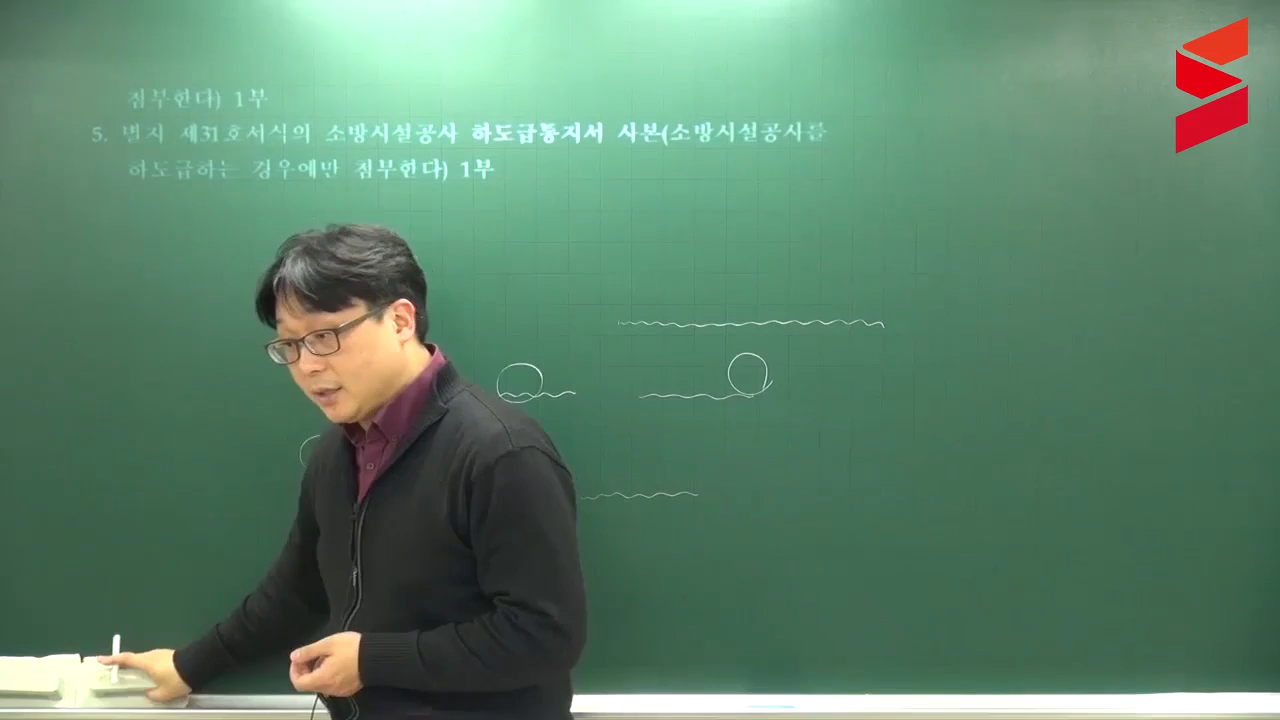 첨부한다) 1부
5. 별지 제31호서식의 소방시설공사 하도급통지서 사본(소방시설공사를
하도급하는 경우에만 첨부한다) 1부